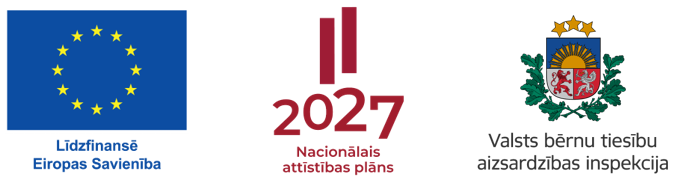 Līdzfinansē
Eiropas Savienība
2027
Nacionālais
attīstības plāns
Valsts bērnu tiesību
aizsardzības inspekcija